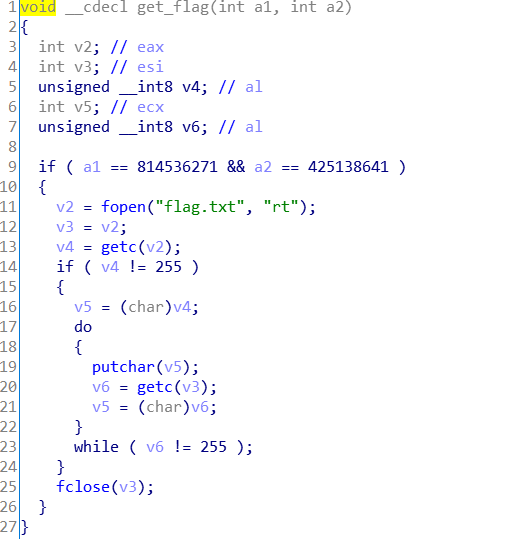 1 void __cdecl get_flag(int a1, int a2)
2 {
3   int v2; // eax
4   int v3; // esi
5   unsigned __int8 v4; // al
6   int v5; // ecx
7   unsigned __int8 v6; // al
8
9   if ( a1 == 814536271 && a2 == 425138641 )
10   {
11     v2 = fopen("flag.txt", "rt");
12     v3 = v2;
13     v4 = getc(v2);
14     if ( v4 != 255 )
15     {
16       v5 = (char)v4;
17       do
18       {
19         putchar(v5);
20         v6 = getc(v3);
21         v5 = (char)v6;
22       }
23       while ( v6 != 255 );
24     }
25     fclose(v3);
26   }
27 }